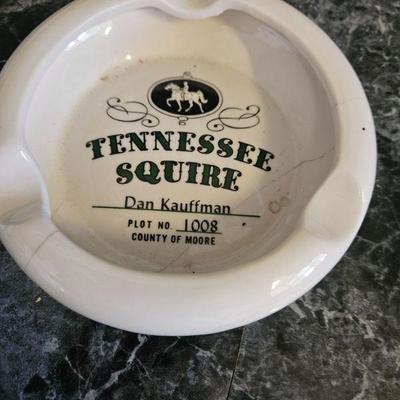 TENNESSEE
SQUIRE
Dan Kauffman
PLOT NO. 1008
COUNTY OF MOORE